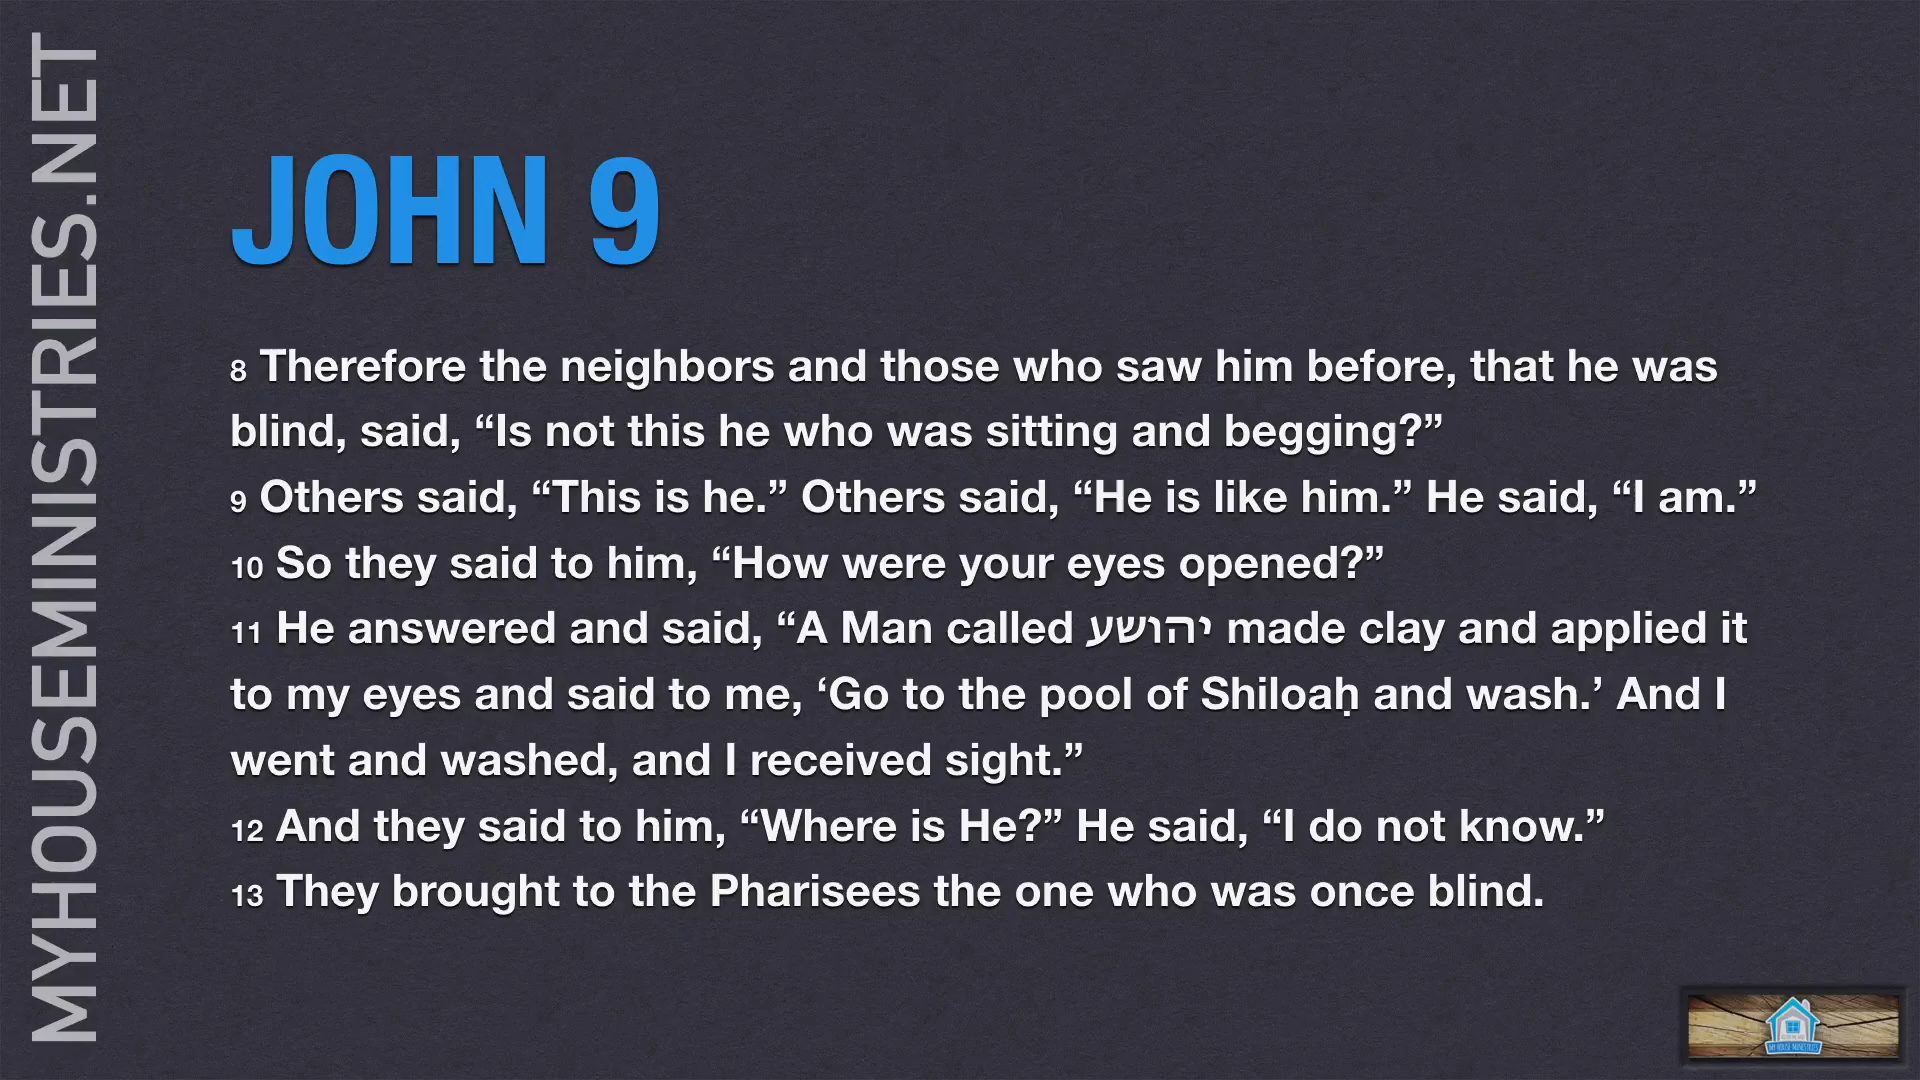 MYHOUSEMINISTRIES.NET
JOHN 9
8 Therefore the neighbors and those who saw him before, that he was
blind, said, “Is not this he who was sitting and begging?”
9 Others said, “This is he.” Others said, “He is like him.” He said, “I am.”
10 So they said to him, “How were your eyes opened?”
11 He answered and said, “A Man called יהושע made clay and applied it
to my eyes and said to me, ‘Go to the pool of Shiloaḥ and wash.’ And I
went and washed, and I received sight.”
12 And they said to him, “Where is He?” He said, “I do not know.”
13 They brought to the Pharisees the one who was once blind.
MY HOUSE MINISTRIES